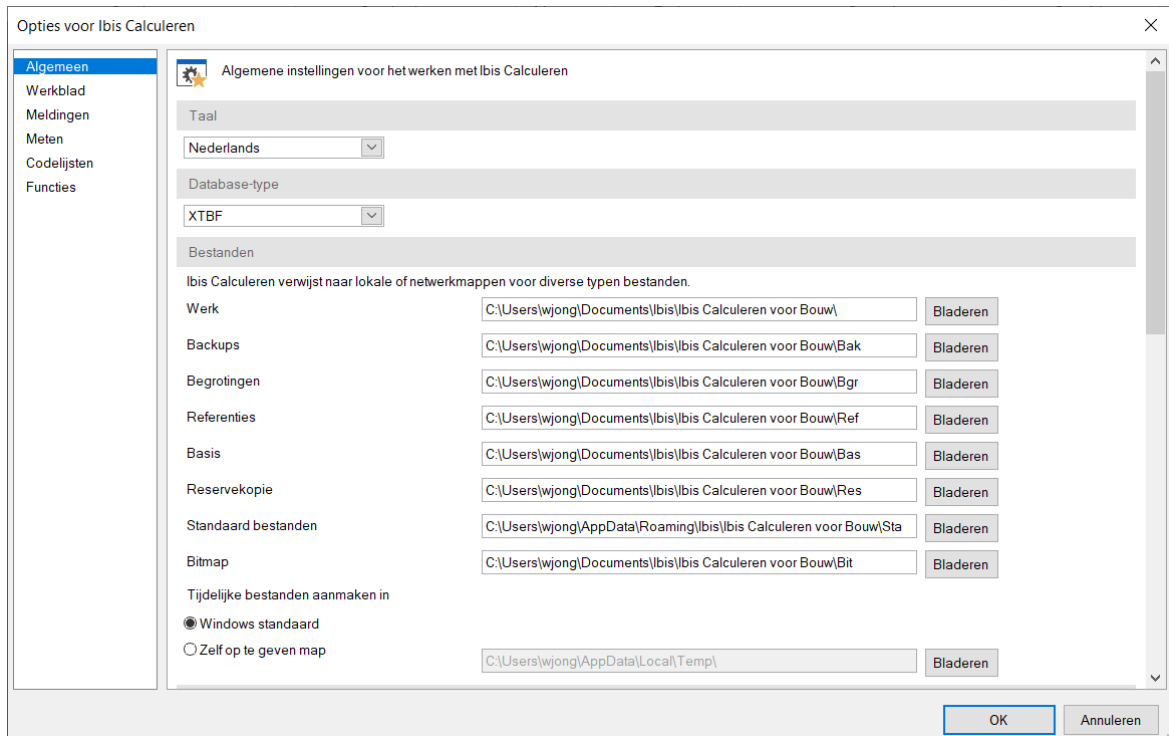 Opties voor Ibis Calculeren
Algemeen
Werkblad
Meldingen
Meten
Codelijsten
Functies
Algemene instellingen voor het werken met Ibis Calculeren
Taal
Nederlands
Database-type
XTBF
Bestanden
Ibis Calculeren verwijst naar lokale of netwerkmappen voor diverse typen bestanden.
Werk C:\Users\wjong\Documents\Ibis\Ibis Calculeren voor Bouw\ Bladeren
Backups C:\Users\wjong\Documents\Ibis\Ibis Calculeren voor Bouw\Bak Bladeren
Begrotingen C:\Users\wjong\Documents\Ibis\Ibis Calculeren voor Bouw\Bgr Bladeren
Referenties C:\Users\wjong\Documents\Ibis\Ibis Calculeren voor Bouw\Ref Bladeren
Basis C:\Users\wjong\Documents\Ibis\Ibis Calculeren voor Bouw\Bas Bladeren
Reservekopie C:\Users\wjong\Documents\Ibis\Ibis Calculeren voor Bouw\Res Bladeren
Standaard bestanden C:\Users\wjong\AppData\Roaming\Ibis\Ibis Calculeren voor Bouw\Sta Bladeren
Bitmap C:\Users\wjong\Documents\Ibis\Ibis Calculeren voor Bouw\Bit Bladeren
Tijdelijke bestanden aanmaken in
Windows standaard
Zelf op te geven map C:\Users\wjong\AppData\Local\Temp\ Bladeren
OK Annuleren